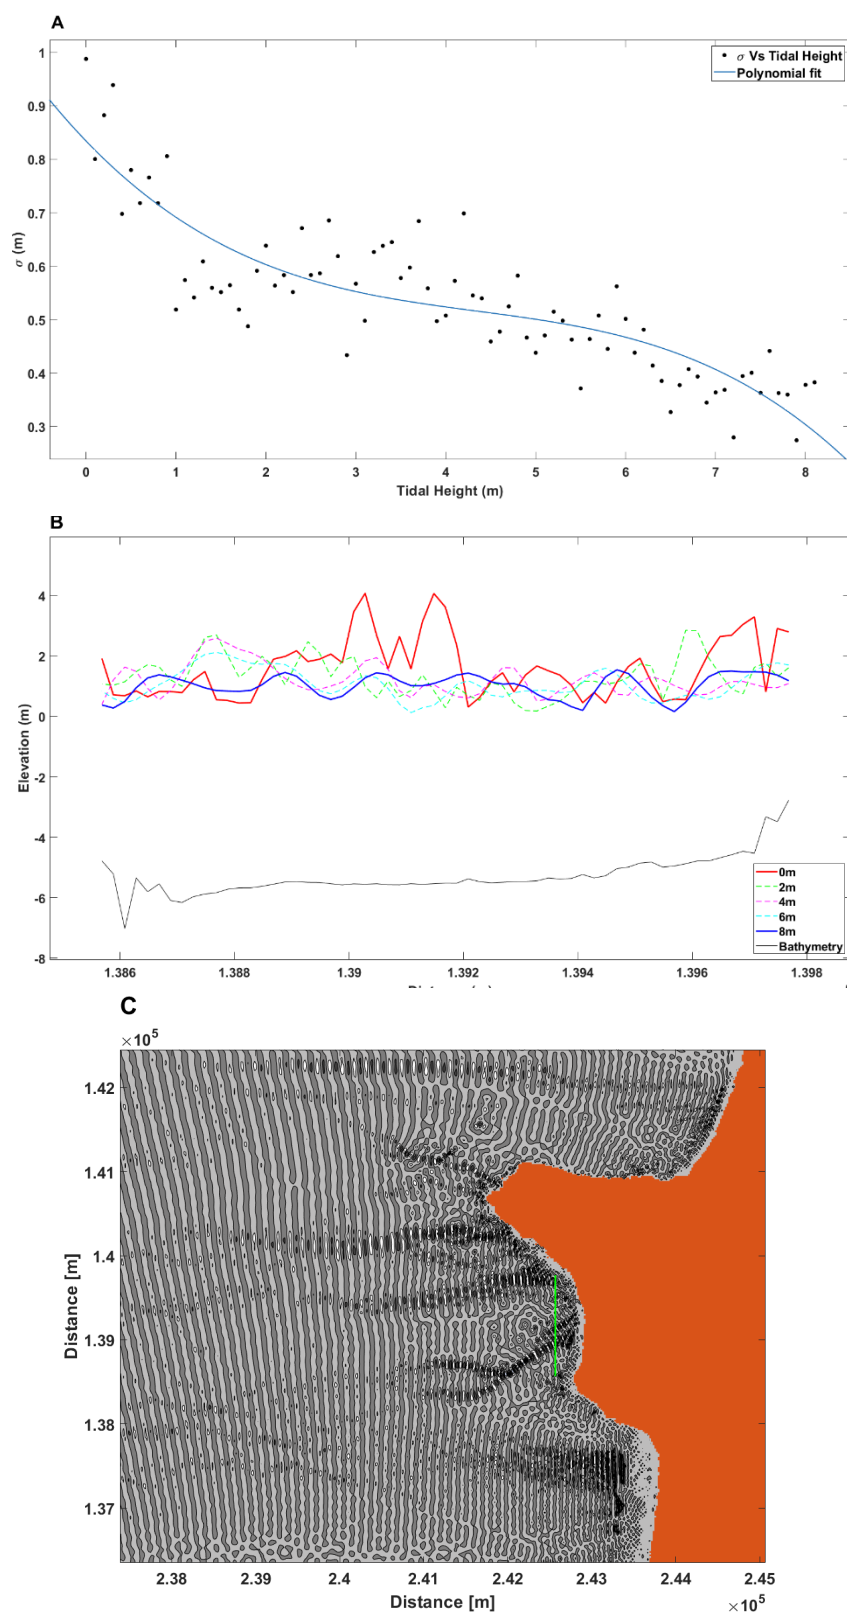 A
σ Vs Tidal Height
Polynomial fit
1
0.9
0.8
0.7
0.6
0.5
0.4
0.3
σ (m)
0 1 2 3 4 5 6 7 8
Tidal Height (m)
B
4
2
0
-2
-4
-6
-8
Elevation (m)
0m
2m
4m
6m
8m
Bathymetry
1.386 1.388 1.39 1.392 1.394 1.396 1.398
C
×10⁵
1.42
1.41
1.4
1.39
1.38
1.37
Distance [m]
2.38 2.39 2.4 2.41 2.42 2.43 2.44 2.45
Distance [m]
×10⁵